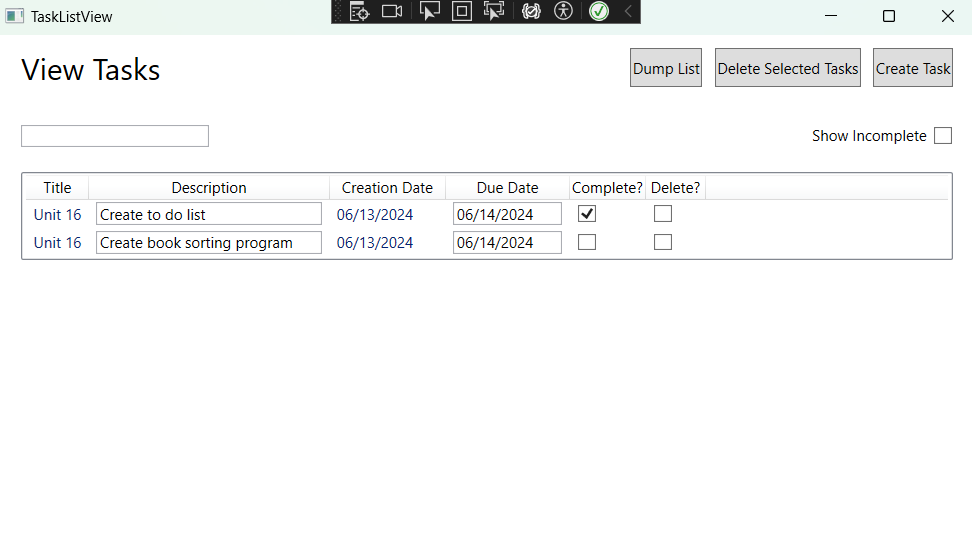 TaskListView
View Tasks
Dump List
Delete Selected Tasks
Create Task
Show Incomplete
Title Description Creation Date Due Date Complete? Delete?
Unit 16 Create to do list 06/13/2024 06/14/2024
Unit 16 Create book sorting program 06/13/2024 06/14/2024